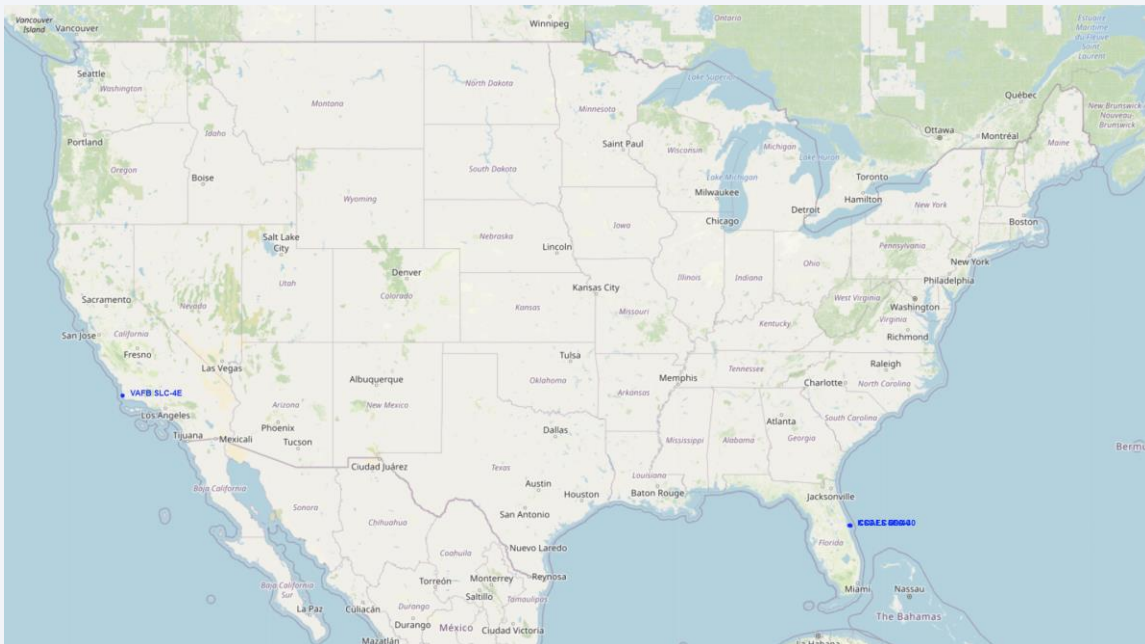 Vancouver
Island
Vancouver
Winnipeg
Ontario
Estuaire
Maritime
du Fleuve
Saint
Laurent
Seattle
Washington
North Dakota
Lake Superior
Québec
New Brunswick
Nouveau-
Brunswick
Montana
Minnesota
Ottawa
Montréal
Maine
Portland
Idaho
Saint Paul
Wisconsin
Michigan
Lake Huron
Oregon
Boise
South Dakota
Lake Michigan
Toronto
Wyoming
Milwaukee
Hamilton
New York
Chicago
Detroit
Boston
Salt Lake
City
Nebraska
Iowa
Lincoln
Pennsylvania
New York
Denver
Utah
Illinois
Indiana
Ohio
Philadelphia
Sacramento
Nevada
Colorado
Kansas City
Kansas
Missouri
West Virginia
Washington
San Jose
California
Kentucky
Virginia
Richmond
Fresno
Las Vegas
Tulsa
Raleigh
Albuquerque
Oklahoma
Memphis
Tennessee
Charlotte
North Carolina
VAFB SLC-4E
Arizona
New Mexico
Arkansas
Los Angeles
Phoenix
South Carolina
Atlanta
Tijuana
Mexicali
Tucson
Dallas
Mississippi
Alabama
Georgia
Bermu
Ciudad Juárez
Texas
Louisiana
Baja California
Austin
Houston
Baton Rouge
Jacksonville
Sonora
San Antonio
Chihuahua
Florida
Nuevo Laredo
Coahuila
Baja California
Sur
Torreón
Monterrey
Reynosa
Miami
Nassau
Saltillo
Tamaulipas
La Paz
Culiacán
Durango
The Bahamas
Durango
México
Ciudad Victoria
Mazatlán
La Habana